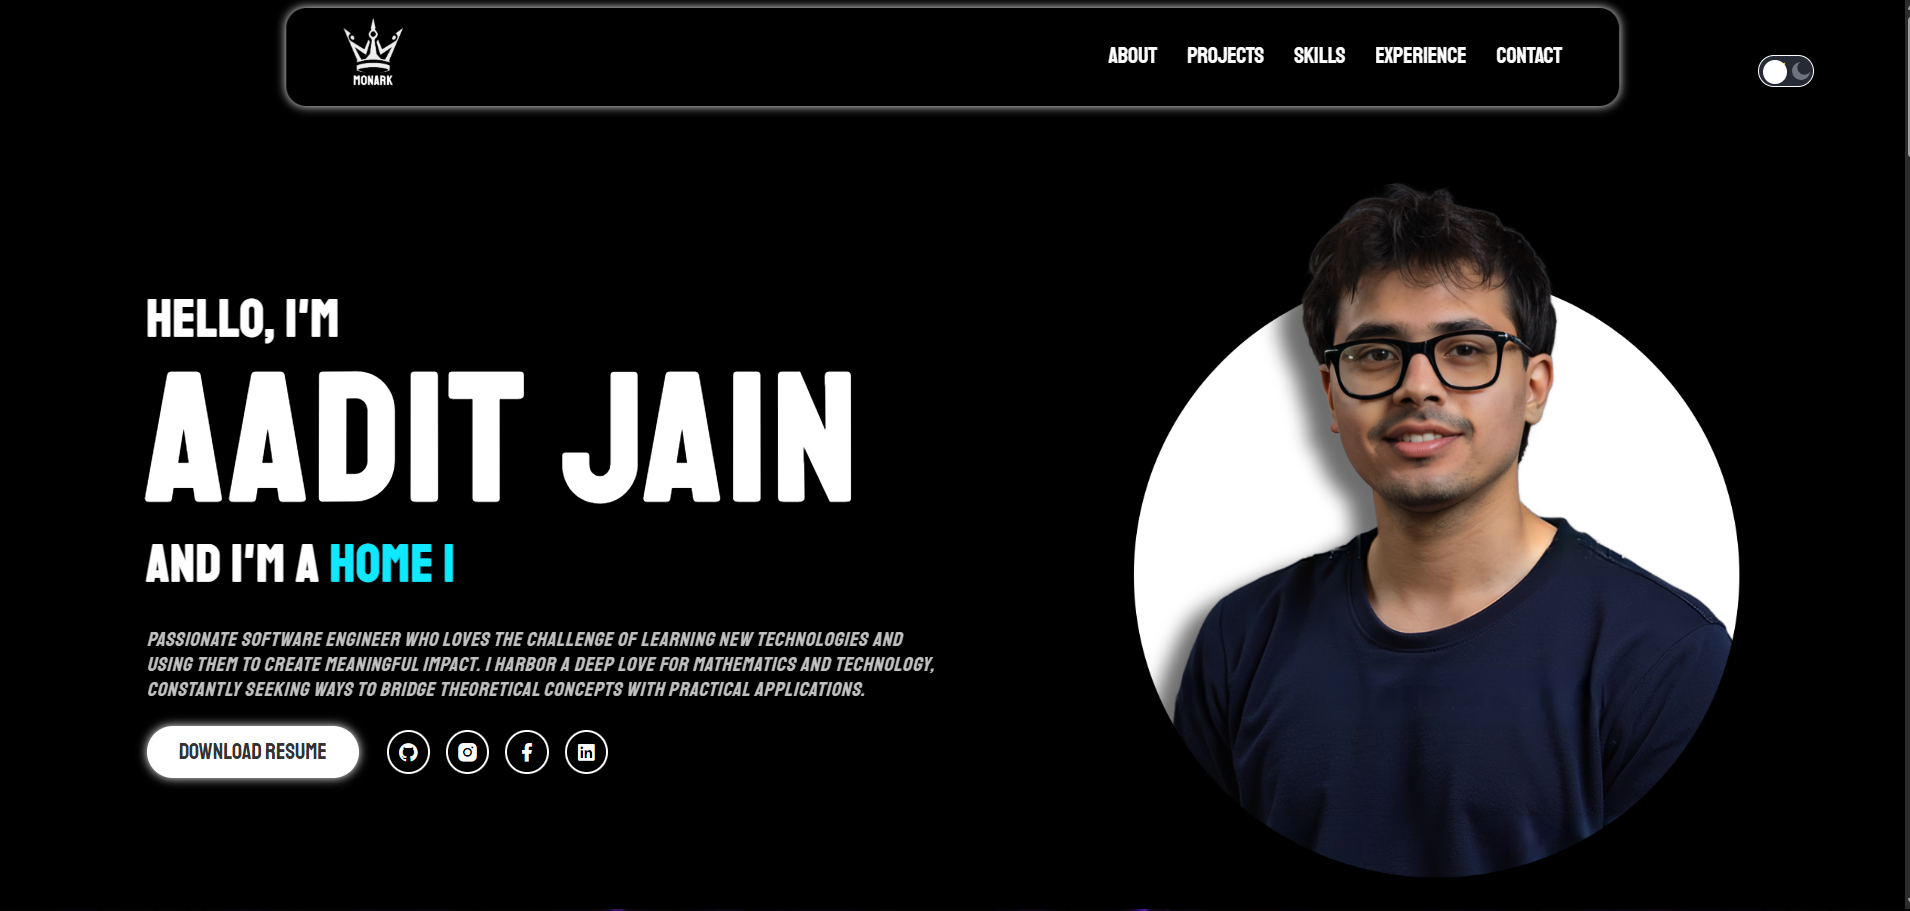 MONARK
ABOUT PROJECTS SKILLS EXPERIENCE CONTACT
HELLO, I'M
AADIT JAIN
AND I'M A HOME I
PASSIONATE SOFTWARE ENGINEER WHO LOVES THE CHALLENGE OF LEARNING NEW TECHNOLOGIES AND
USING THEM TO CREATE MEANINGFUL IMPACT. I HARBOR A DEEP LOVE FOR MATHEMATICS AND TECHNOLOGY,
CONSTANTLY SEEKING WAYS TO BRIDGE THEORETICAL CONCEPTS WITH PRACTICAL APPLICATIONS.
DOWNLOAD RESUME